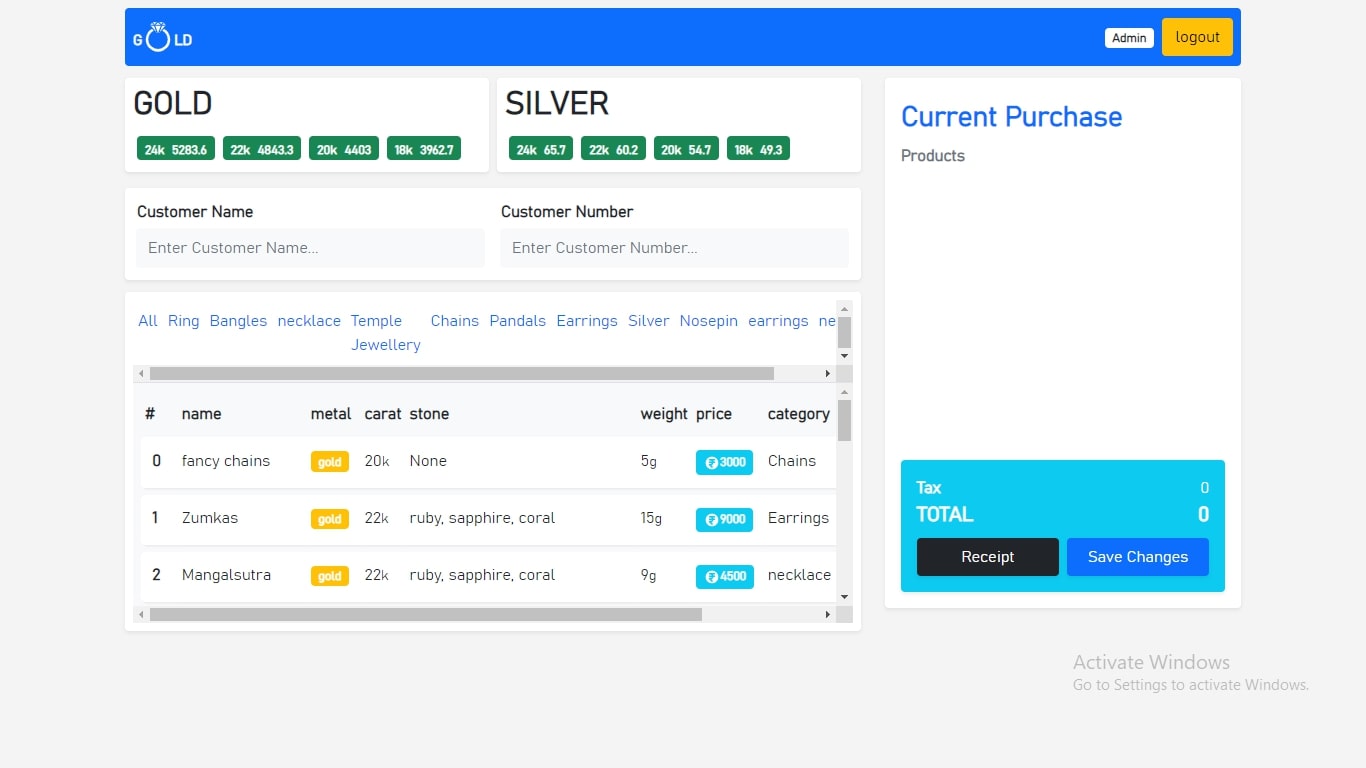 G LD
Admin logout
GOLD
24k 5283.6 22k 4843.3 20k 4403 18k 3962.7
SILVER
24k 65.7 22k 60.2 20k 54.7 18k 49.3
Customer Name
Enter Customer Name...
Customer Number
Enter Customer Number...
All Ring Bangles necklace Temple Jewellery Chains Pandals Earrings Silver Nosepin earrings ne
# name metal carat stone weight price category
0 fancy chains gold 20k None 5g ₹ 3000 Chains
1 Zumkas gold 22k ruby, sapphire, coral 15g ₹ 9000 Earrings
2 Mangalsutra gold 22k ruby, sapphire, coral 9g ₹ 4500 necklace
Current Purchase
Products
Tax 0
TOTAL 0
Receipt Save Changes
Activate Windows
Go to Settings to activate Windows.